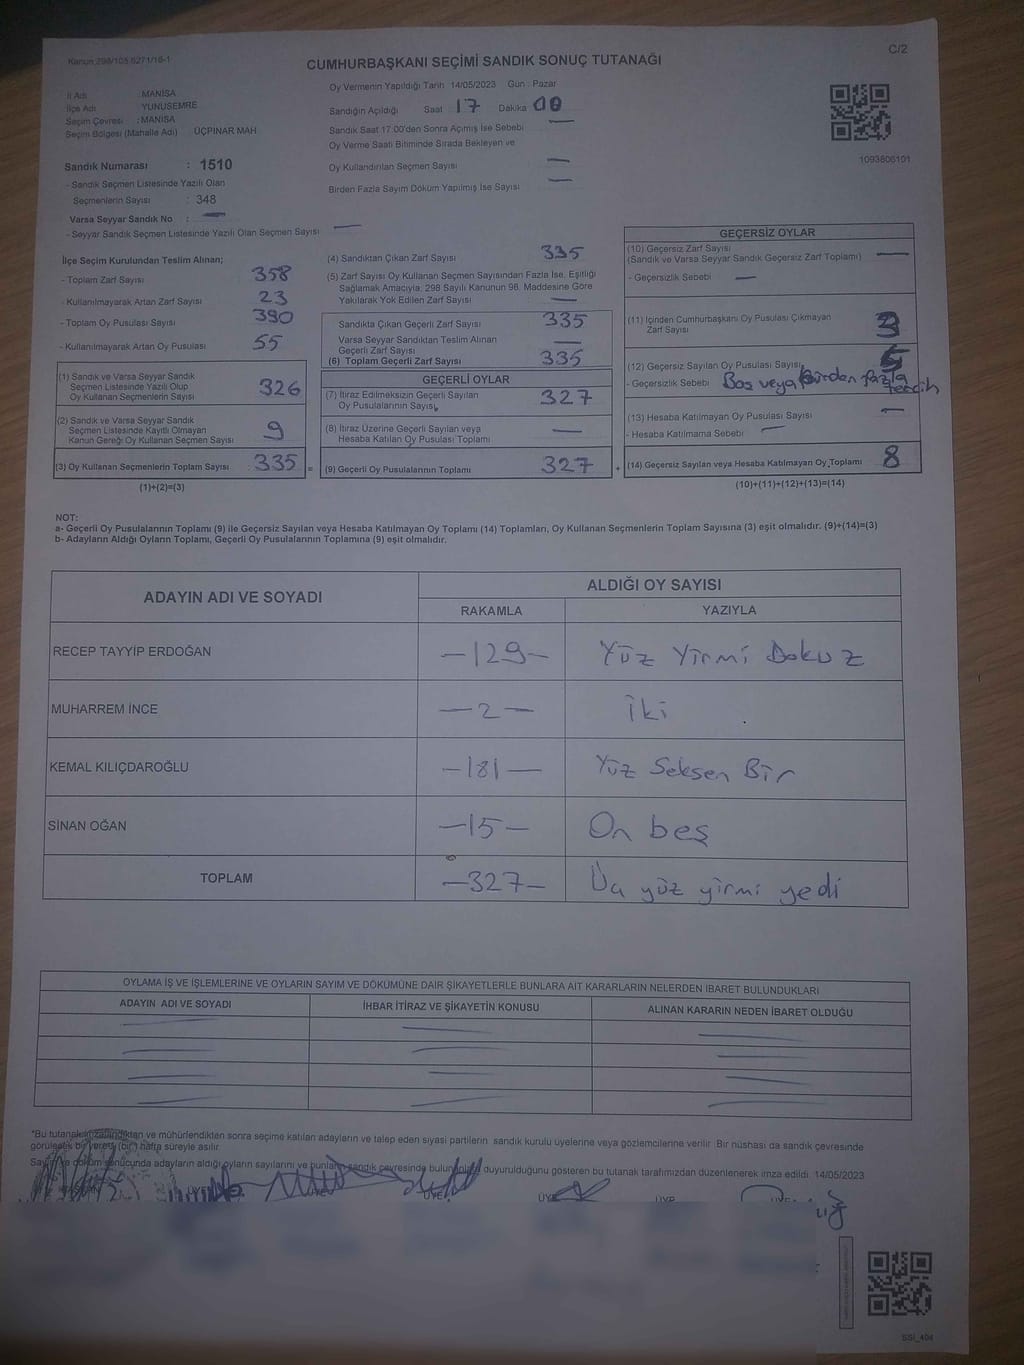 Kanun 298/105 6271/16-1
C/2
CUMHURBAŞKANI SEÇİMİ SANDIK SONUÇ TUTANAĞI
Oy Vermenin Yapıldığı Tarih 14/05/2023 Gün : Pazar
İl Adı : MANİSA
İlçe Adı : YUNUSEMRE
Seçim Çevresi : MANİSA
Seçim Bölgesi (Mahalle Adı) ÜÇPINAR MAH.
Sandığın Açıldığı Saat 17 Dakika 00
Sandık Saat 17:00'den Sonra Açımış İse Sebebi —
Oy Verme Saati Bitiminde Sırada Bekleyen ve
Oy Kullandırılan Seçmen Sayısı —
Birden Fazla Sayım Döküm Yapılmış İse Sayısı —
1093806101
Sandık Numarası : 1510
- Sandık Seçmen Listesinde Yazılı Olan
Seçmenlerin Sayısı : 348
Varsa Seyyar Sandık No : —
- Seyyar Sandık Seçmen Listesinde Yazılı Olan Seçmen Sayısı —
İlçe Seçim Kurulundan Teslim Alınan;
- Toplam Zarf Sayısı 358
- Kullanılmayarak Artan Zarf Sayısı 23
- Toplam Oy Pusulası Sayısı 390
- Kullanılmayarak Artan Oy Pusulası 55
(1) Sandık ve Varsa Seyyar Sandık
Seçmen Listesinde Yazılı Olup
Oy Kullanan Seçmenlerin Sayısı 326
(2) Sandık ve Varsa Seyyar Sandık
Seçmen Listesinde Kayıtlı Olmayan
Kanun Gereği Oy Kullanan Seçmen Sayısı 9
(3) Oy Kullanan Seçmenlerin Toplam Sayısı : 335 =
(1)+(2)=(3)
(4) Sandıktan Çıkan Zarf Sayısı 335
(5) Zarf Sayısı Oy Kullanan Seçmen Sayısından Fazla İse, Eşitliği
Sağlamak Amacıyla, 298 Sayılı Kanunun 98. Maddesine Göre
Yakılarak Yok Edilen Zarf Sayısı —
Sandıkta Çıkan Geçerli Zarf Sayısı 335
Varsa Seyyar Sandıktan Teslim Alınan
Geçerli Zarf Sayısı —
(6) Toplam Geçerli Zarf Sayısı 335
GEÇERLİ OYLAR
(7) İtiraz Edilmeksizin Geçerli Sayılan
Oy Pusulalarının Sayısı 327
(8) İtiraz Üzerine Geçerli Sayılan veya
Hesaba Katılan Oy Pusulası Toplamı —
(9) Geçerli Oy Pusulalarının Toplamı 327 +
GEÇERSİZ OYLAR
(10) Geçersiz Zarf Sayısı
(Sandık ve Varsa Seyyar Sandık Geçersiz Zarf Toplamı) —
- Geçersizlik Sebebi —
(11) İçinden Cumhurbaşkanı Oy Pusulası Çıkmayan
Zarf Sayısı 3
(12) Geçersiz Sayılan Oy Pusulası Sayısı 5
- Geçersizlik Sebebi Boş veya birden fazla
tercih
(13) Hesaba Katılmayan Oy Pusulası Sayısı —
- Hesaba Katılmama Sebebi —
(14) Geçersiz Sayılan veya Hesaba Katılmayan Oy Toplamı 8
(10)+(11)+(12)+(13)=(14)
NOT:
a- Geçerli Oy Pusulalarının Toplamı (9) ile Geçersiz Sayılan veya Hesaba Katılmayan Oy Toplamı (14) Toplamları, Oy Kullanan Seçmenlerin Toplam Sayısına (3) eşit olmalıdır. (9)+(14)=(3)
b- Adayların Aldığı Oyların Toplamı, Geçerli Oy Pusulalarının Toplamına (9) eşit olmalıdır.
ADAYIN ADI VE SOYADI
ALDIĞI OY SAYISI
RAKAMLA YAZIYLA
RECEP TAYYİP ERDOĞAN —129— Yüz Yirmi Dokuz
MUHARREM İNCE —2— İki
KEMAL KILIÇDAROĞLU —181— Yüz Seksen Bir
SİNAN OĞAN —15— On beş
TOPLAM —327— yüz yirmi yedi
OYLAMA İŞ VE İŞLEMLERİNE VE OYLARIN SAYIM VE DÖKÜMÜNE DAİR ŞİKAYETLERLE BUNLARA AİT KARARLARIN NELERDEN İBARET BULUNDUKLARI
ADAYIN ADI VE SOYADI İHBAR İTİRAZ VE ŞİKAYETİN KONUSU ALINAN KARARIN NEDEN İBARET OLDUĞU
*Bu tutanak imzalandıktan ve mühürlendikten sonra seçime katılan adayların ve talep eden siyasi partilerin sandık kurulu üyelerine veya gözlemcilerine verilir. Bir nüshası da sandık çevresinde
görülecek bir yere (bir) hafta süreyle asılır.
Sayım ve döküm sonucunda adayların aldığı oyların sayılarını ve bunların sandık çevresinde duyurulduğunu gösteren bu tutanak tarafımızdan düzenlenerek imza edildi 14/05/2023
ÜYE ÜYE ÜYE
SSİ_404